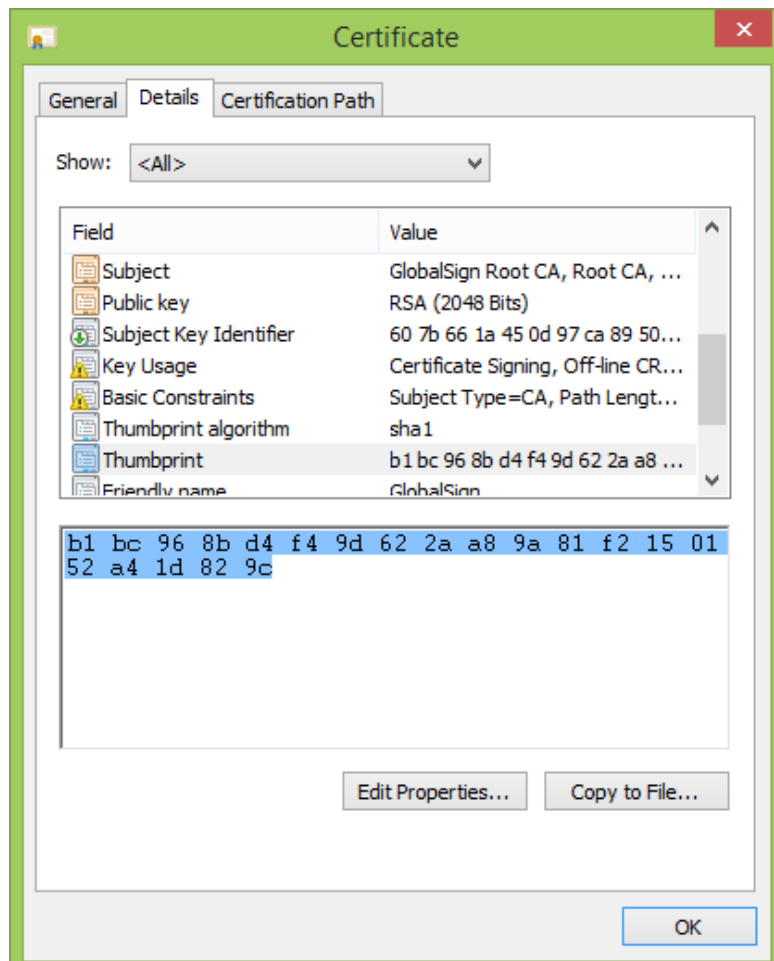 Certificate
General Details Certification Path
Show: <All>
Field Value
Subject GlobalSign Root CA, Root CA, ...
Public key RSA (2048 Bits)
Subject Key Identifier 60 7b 66 1a 45 0d 97 ca 89 50...
Key Usage Certificate Signing, Off-line CR...
Basic Constraints Subject Type=CA, Path Lengt...
Thumbprint algorithm sha1
Thumbprint b1 bc 96 8b d4 f4 9d 62 2a a8 ...
Friendly name GlobalSign
b1 bc 96 8b d4 f4 9d 62 2a a8 9a 81 f2 15 01
52 a4 1d 82 9c
Edit Properties... Copy to File...
OK